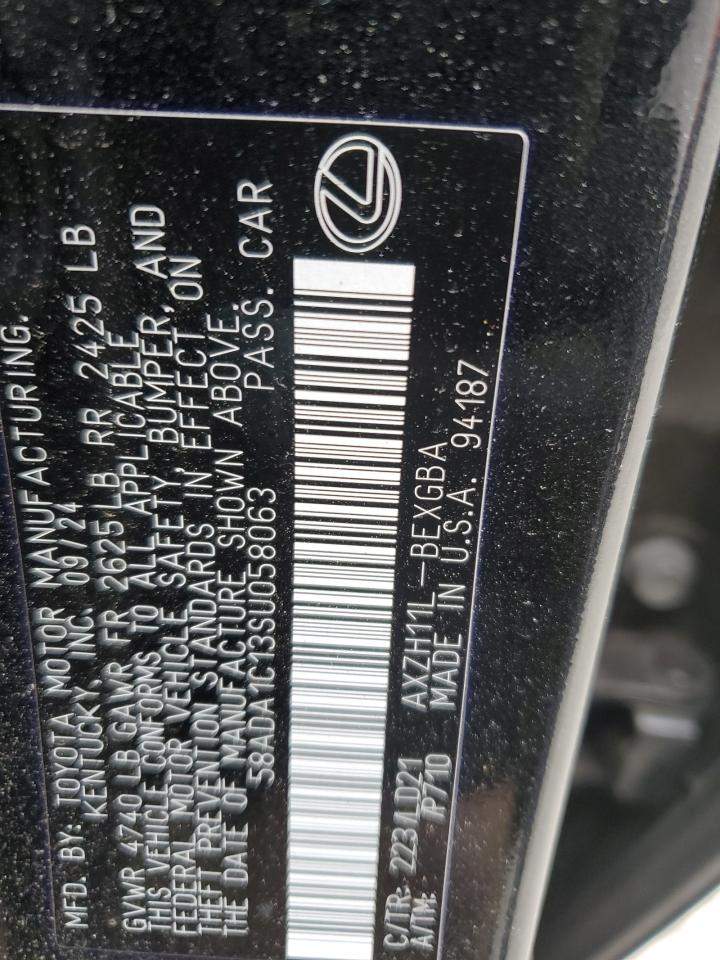 MFD. BY: TOYOTA MOTOR MANUFACTURING,
KENTUCKY, INC. 09/24
GVWR 4740 LB GAWR FR 2625 LB RR 2425 LB
THIS VEHICLE CONFORMS TO ALL APPLICABLE
FEDERAL MOTOR VEHICLE SAFETY, BUMPER, AND
THEFT PREVENTION STANDARDS IN EFFECT ON
THE DATE OF MANUFACTURE SHOWN ABOVE.
58ADA1C13SU058063 PASS. CAR
C/TR: 2234D21 AXZH11L-BEXGBA
A/TM: P710 MADE IN U.S.A. 94187